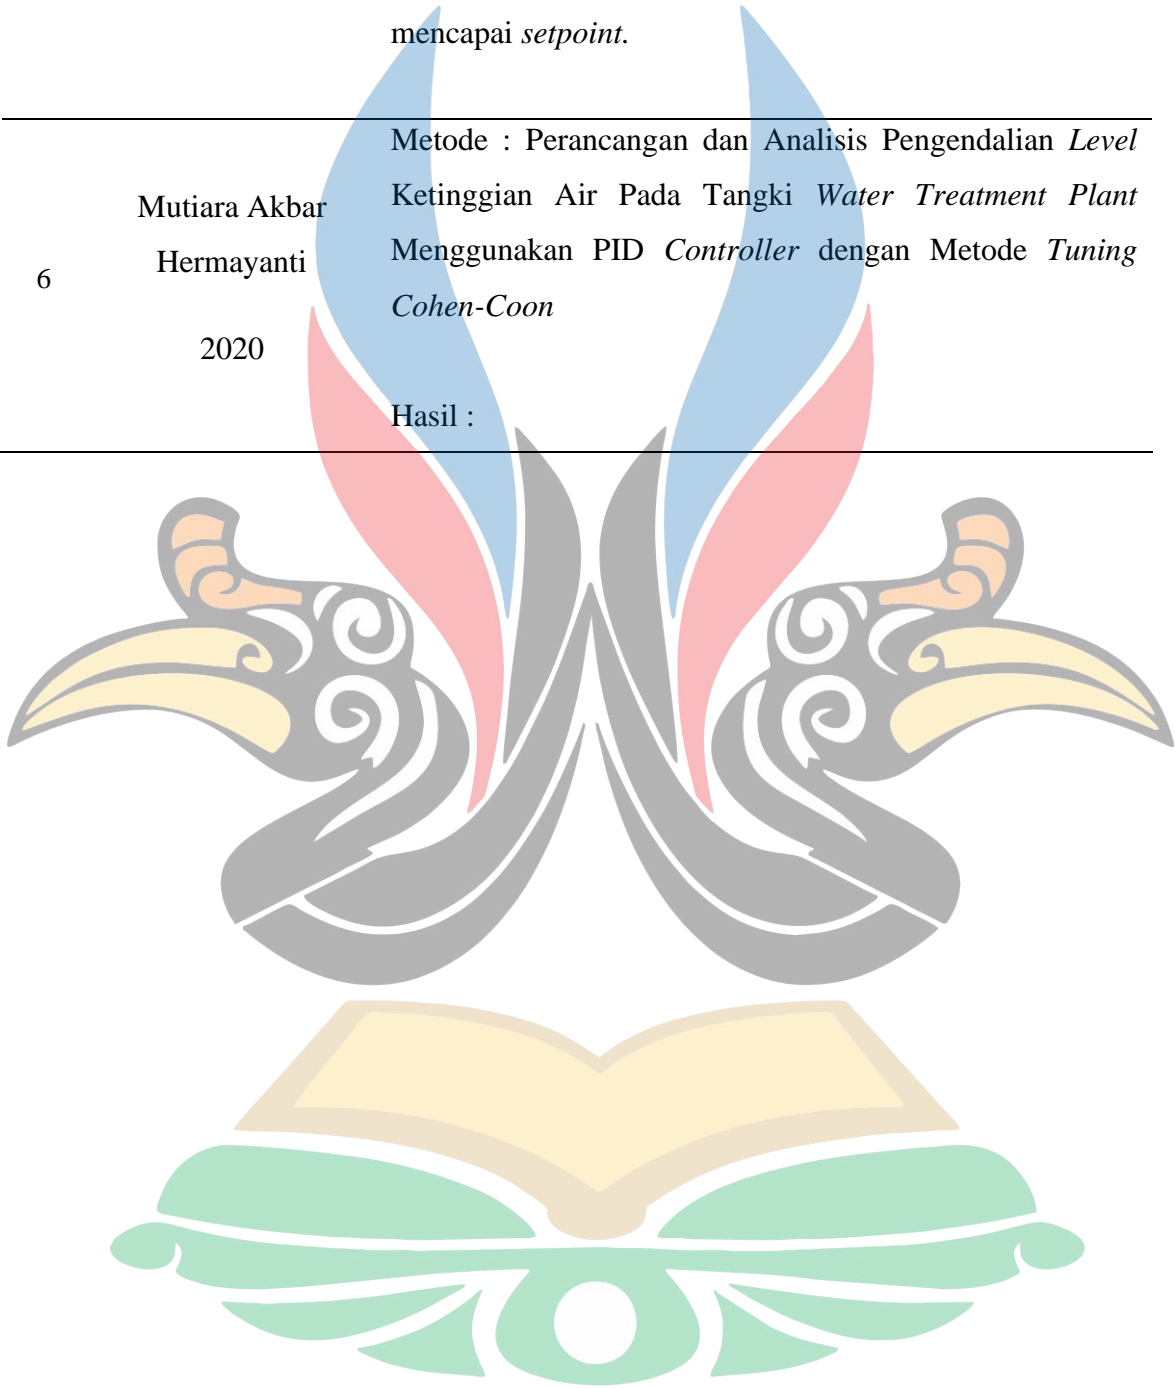 mencapai setpoint.
Metode : Perancangan dan Analisis Pengendalian Level
Ketinggian Air Pada Tangki Water Treatment Plant
Menggunakan PID Controller dengan Metode Tuning
Cohen-Coon
Hasil :
6
Mutiara Akbar
Hermayanti
2020